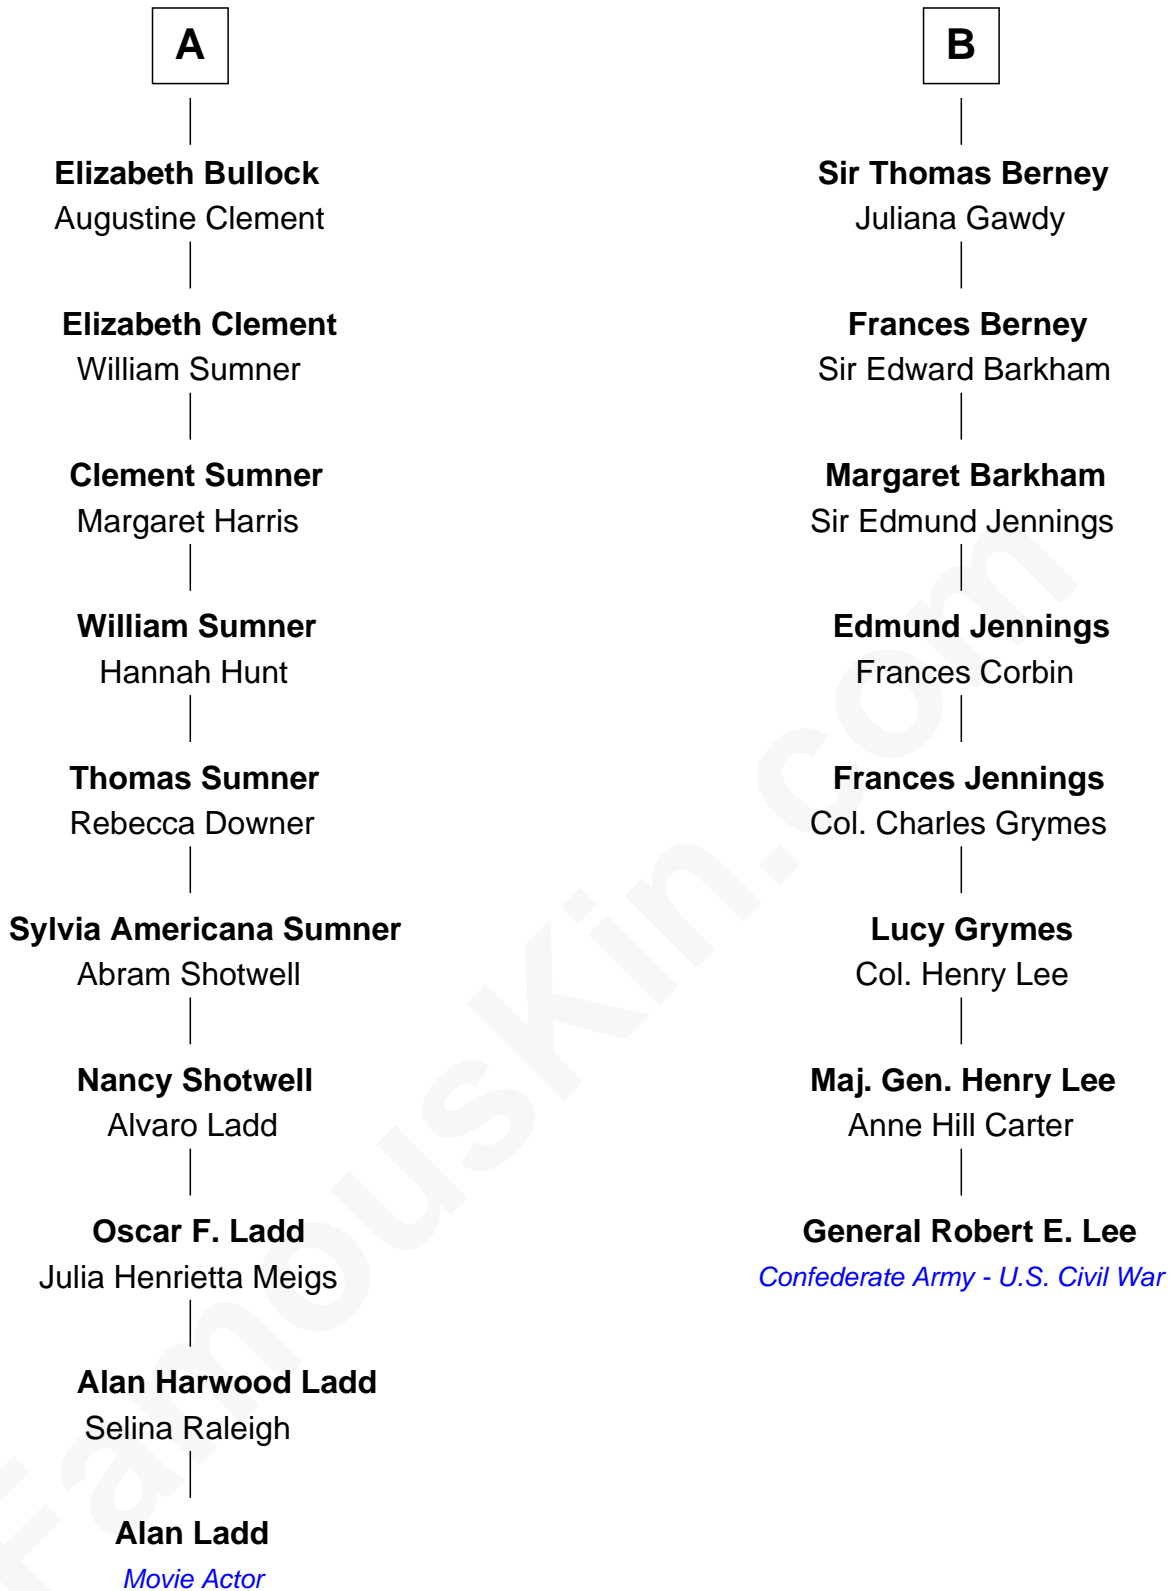 A
Elizabeth Bullock
Augustine Clement
Elizabeth Clement
William Sumner
Clement Sumner
Margaret Harris
William Sumner
Hannah Hunt
Thomas Sumner
Rebecca Downer
Sylvia Americana Sumner
Abram Shotwell
Nancy Shotwell
Alvaro Ladd
Oscar F. Ladd
Julia Henrietta Meigs
Alan Harwood Ladd
Selina Raleigh
Alan Ladd
Movie Actor
B
Sir Thomas Berney
Juliana Gawdy
Frances Berney
Sir Edward Barkham
Margaret Barkham
Sir Edmund Jennings
Edmund Jennings
Frances Corbin
Frances Jennings
Col. Charles Grymes
Lucy Grymes
Col. Henry Lee
Maj. Gen. Henry Lee
Anne Hill Carter
General Robert E. Lee
Confederate Army - U.S. Civil War
FamousKin.com